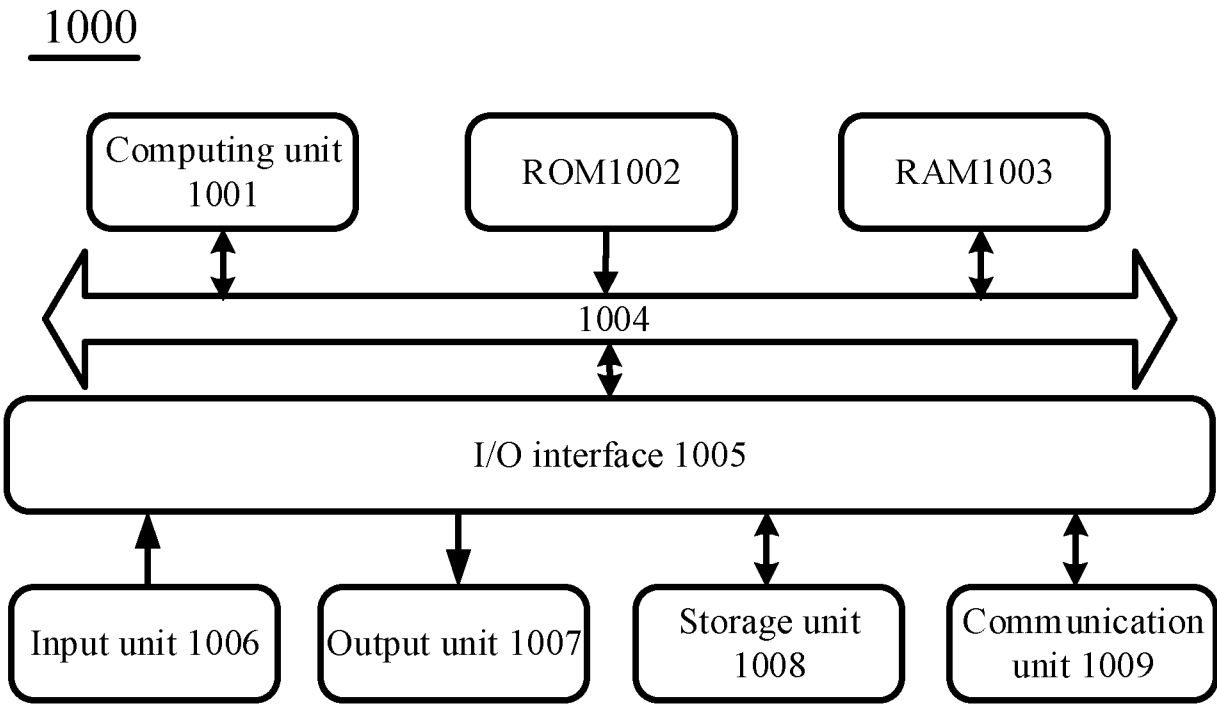 1000
Computing unit
1001
ROM1002
RAM1003
1004
I/O interface 1005
Input unit 1006
Output unit 1007
Storage unit
1008
Communication
unit 1009